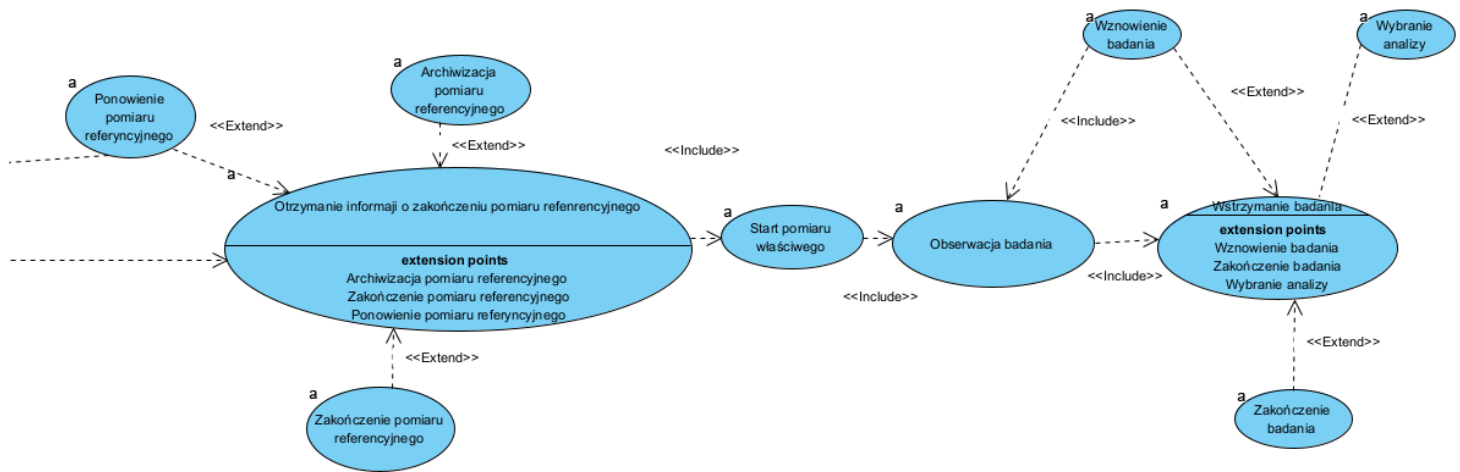 a
Wznowienie
badania
a
Wybranie
analizy
a
Archiwizacja
pomiaru
referencyjnego
a
Ponowienie
pomiaru
referyncyjnego
<<Extend>>
<<Extend>>
<<Include>>
<<Extend>>
<<Extend>>
<<Include>>
a
Otrzymanie informaji o zakończeniu pomiaru refenrencyjnego
extension points
Archiwizacja pomiaru referencyjnego
Zakończenie pomiaru referencyjnego
Ponowienie pomiaru referyncyjnego
a
Start pomiaru
właściwego
<<Include>>
a
Obserwacja badania
<<Include>>
a
Wstrzymanie badania
extension points
Wznowienie badania
Zakończenie badania
Wybranie analizy
<<Extend>>
<<Extend>>
a
Zakończenie pomiaru
referencyjnego
a
Zakończenie
badania